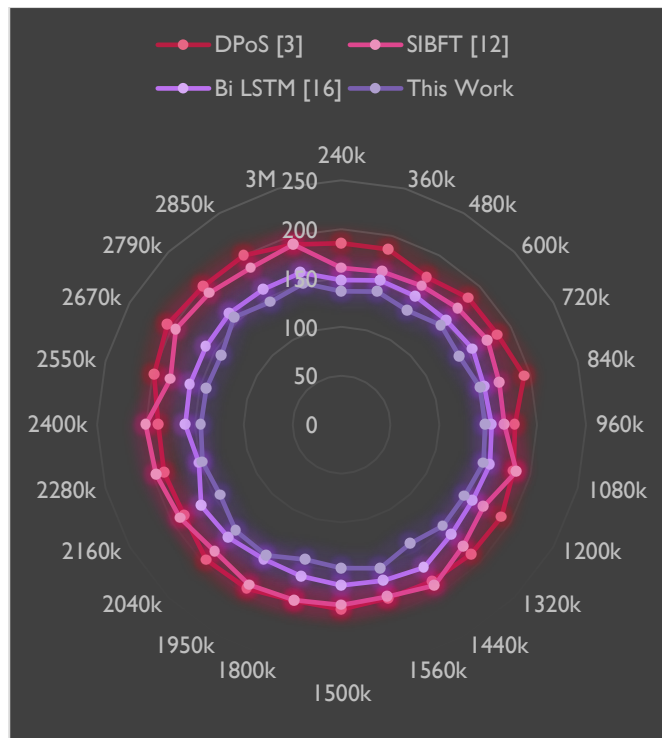 DPoS [3] SIBFT [12]
Bi LSTM [16] This Work
240k
3M 250 360k
2850k 480k
200
2790k 600k
150
2670k 720k
100
2550k 840k
50
2400k 0 960k
2280k 1080k
2160k 1200k
2040k 1320k
1950k 1440k
1800k 1560k
1500k